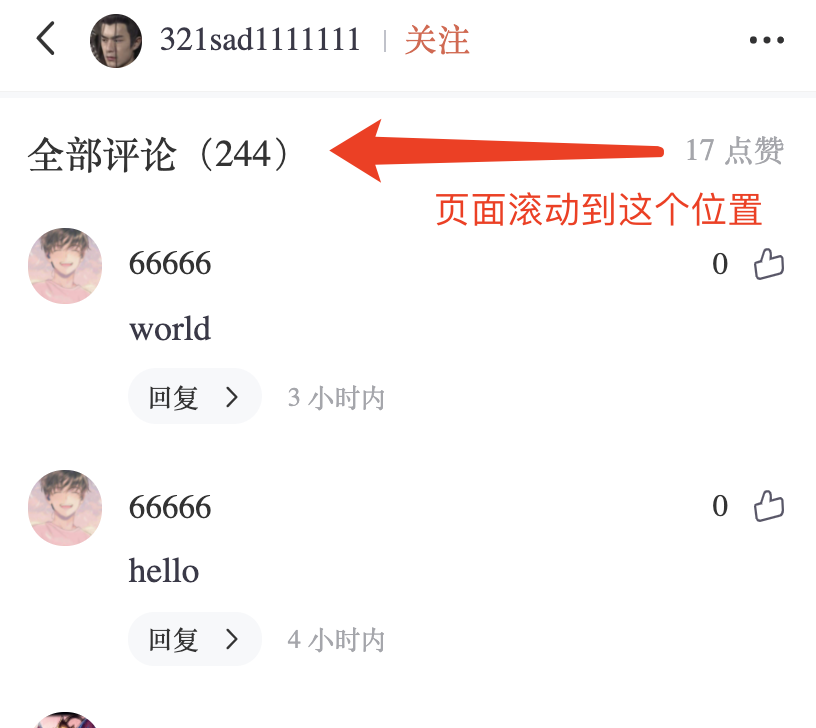 321sad1111111 | 关注
全部评论（244）
17 点赞
页面滚动到这个位置
66666
0
world
回复
3 小时内
66666
0
hello
回复
4 小时内